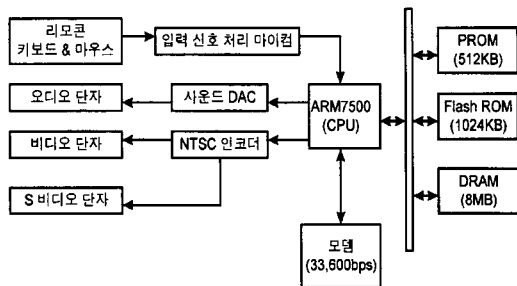 리모콘
키보드 & 마우스
입력 신호 처리 마이컴
PROM
(512KB)
오디오 단자
사운드 DAC
ARM7500
(CPU)
Flash ROM
(1024KB)
비디오 단자
NTSC 인코더
S 비디오 단자
DRAM
(8MB)
모뎀
(33,600bps)